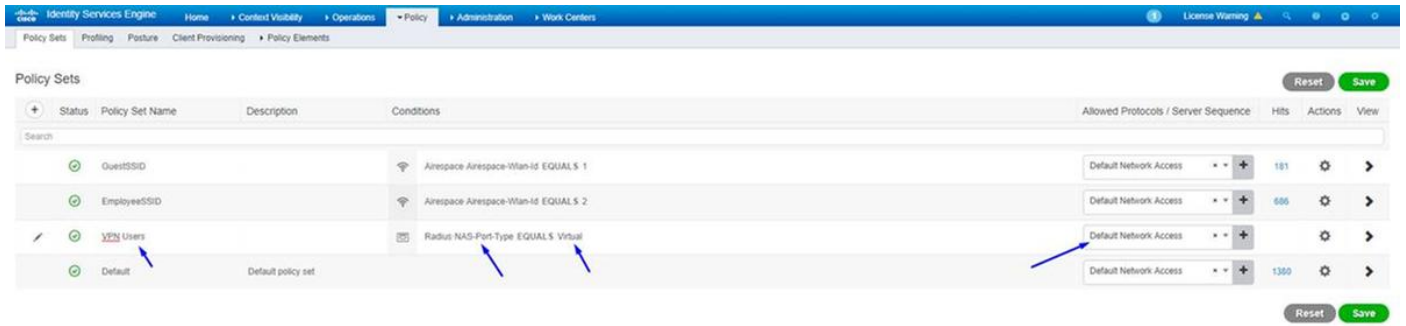 cisco Identity Services Engine Home Context Visibility Operations Policy Administration Work Centers 1 License Warning
Policy Sets Profiling Posture Client Provisioning Policy Elements
Policy Sets Reset Save
+ Status Policy Set Name Description Conditions Allowed Protocols / Server Sequence Hits Actions View
Search
GuestSSID Airespace Airespace-Wlan-Id EQUALS 1 Default Network Access × + 181
EmployeeSSID Airespace Airespace-Wlan-Id EQUALS 2 Default Network Access × + 686
VPN Users Radius NAS-Port-Type EQUALS Virtual Default Network Access × +
Default Default policy set Default Network Access × + 1380
Reset Save